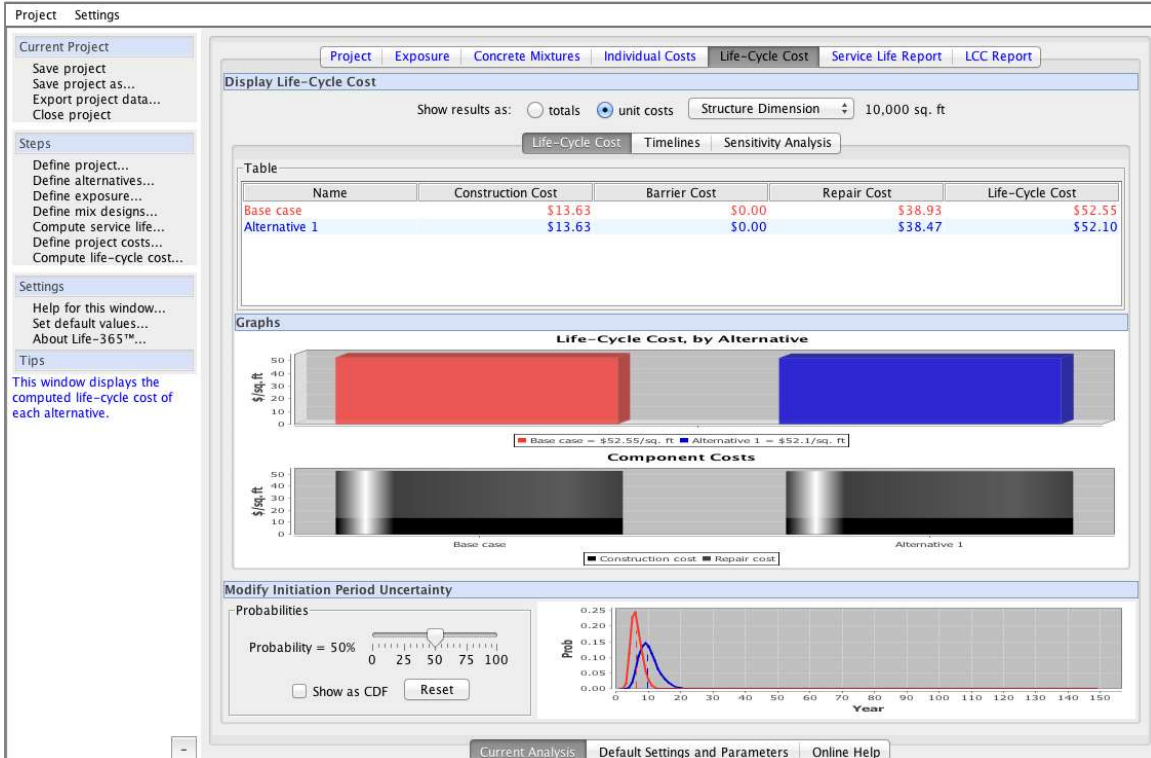 Project Settings
Current Project
Save project
Save project as...
Export project data...
Close project
Steps
Define project...
Define alternatives...
Define exposure...
Define mix designs...
Compute service life...
Define project costs...
Compute life-cycle cost...
Settings
Help for this window...
Set default values...
About Life-365™...
Tips
This window displays the
computed life-cycle cost of
each alternative.
-
Project Exposure Concrete Mixtures Individual Costs Life-Cycle Cost Service Life Report LCC Report
Display Life-Cycle Cost
Show results as: totals unit costs Structure Dimension 10,000 sq. ft
Life-Cycle Cost Timelines Sensitivity Analysis
Table
Name Construction Cost Barrier Cost Repair Cost Life-Cycle Cost
Base case $13.63 $0.00 $38.93 $52.55
Alternative 1 $13.63 $0.00 $38.47 $52.10
Graphs
Life-Cycle Cost, by Alternative
$/sq.ft
50
40
30
20
10
0
Base case = $52.55/sq. ft Alternative 1 = $52.1/sq. ft
Component Costs
$/sq.ft
50
40
30
20
10
0
Base case Alternative 1
Construction cost Repair cost
Modify Initiation Period Uncertainty
Probabilities
Probability = 50%
0 25 50 75 100
Show as CDF Reset
Prob
0.25
0.20
0.15
0.10
0.05
0.00
0 10 20 30 40 50 60 70 80 90 100 110 120 130 140 150
Year
Current Analysis Default Settings and Parameters Online Help